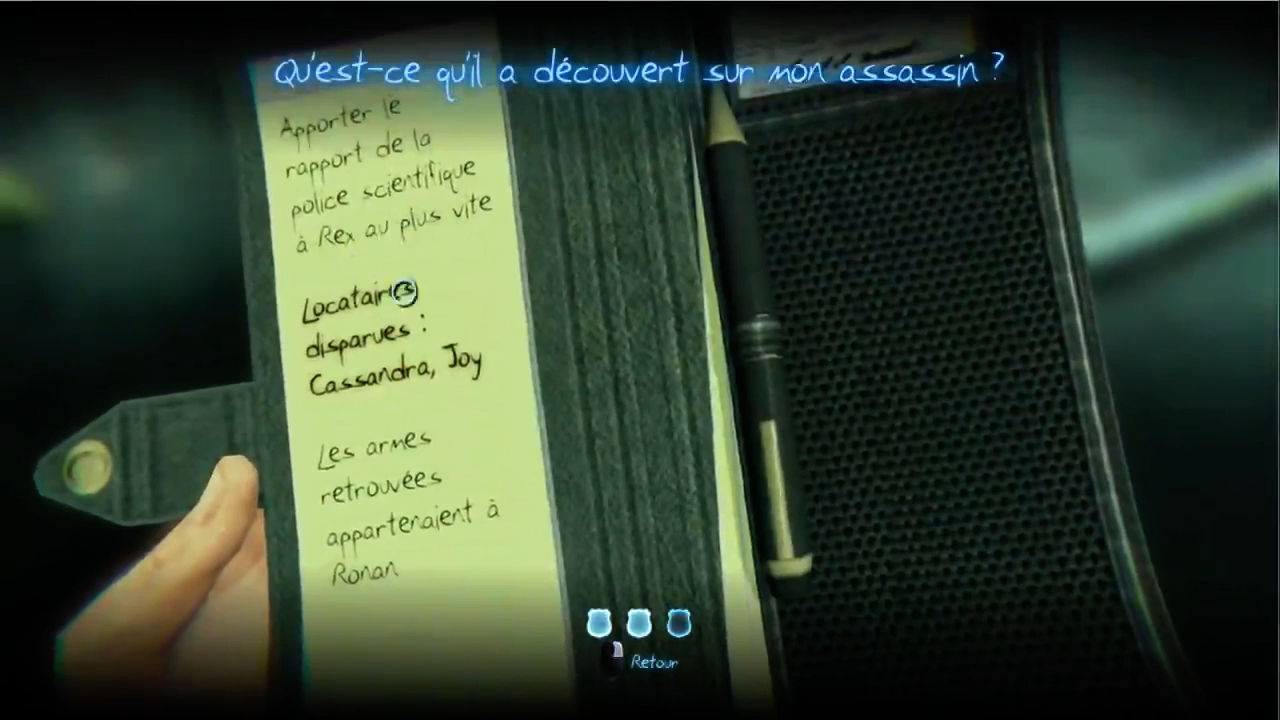 Qu'est-ce qu'il a découvert sur mon assassin ?
Apporter le
rapport de la
police scientifique
à Rex au plus vite
Locataires
disparues :
Cassandra, Joy
Les armes
retrouvées
appartenaient à
Ronan
Retour